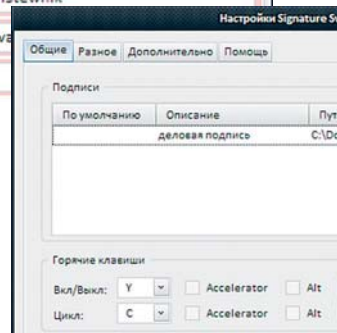 Настройки Signature Sw
Общие Разное Дополнительно Помощь
Подписи
По умолчанию Описание Пут
деловая подпись C:\Do
Горячие клавиши
Вкл/Выкл: Y Accelerator Alt
Цикл: C Accelerator Alt